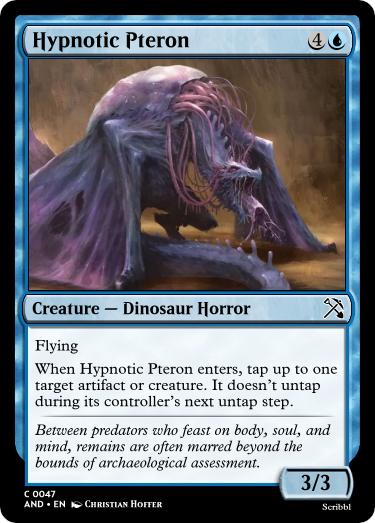 Hypnotic Pteron 4
Creature — Dinosaur Horror
Flying
When Hypnotic Pteron enters, tap up to one
target artifact or creature. It doesn't untap
during its controller's next untap step.
Between predators who feast on body, soul, and
mind, remains are often marred beyond the
bounds of archaeological assessment.
3/3
C 0047
AND • EN Christian Hoffer
Scribbl